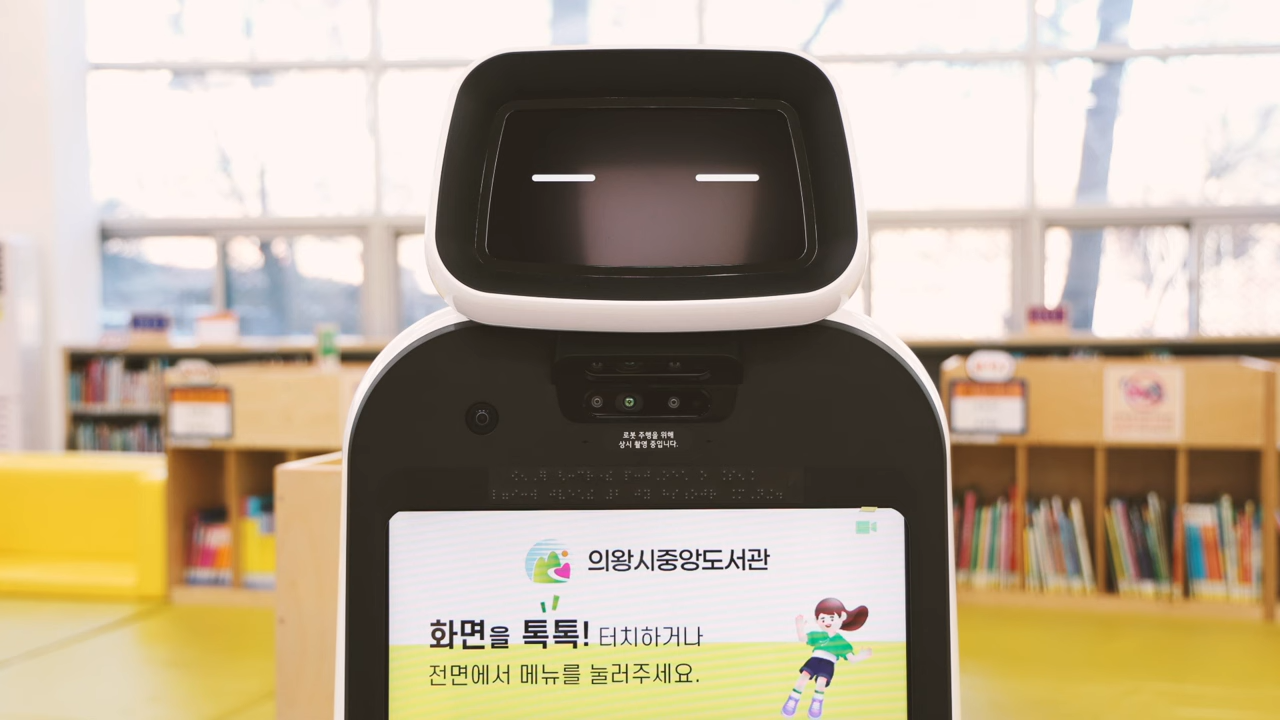 로봇 주행을 위해
상시 촬영 중입니다.
의왕시중앙도서관
화면을 톡톡! 터치하거나
전면에서 메뉴를 눌러주세요.